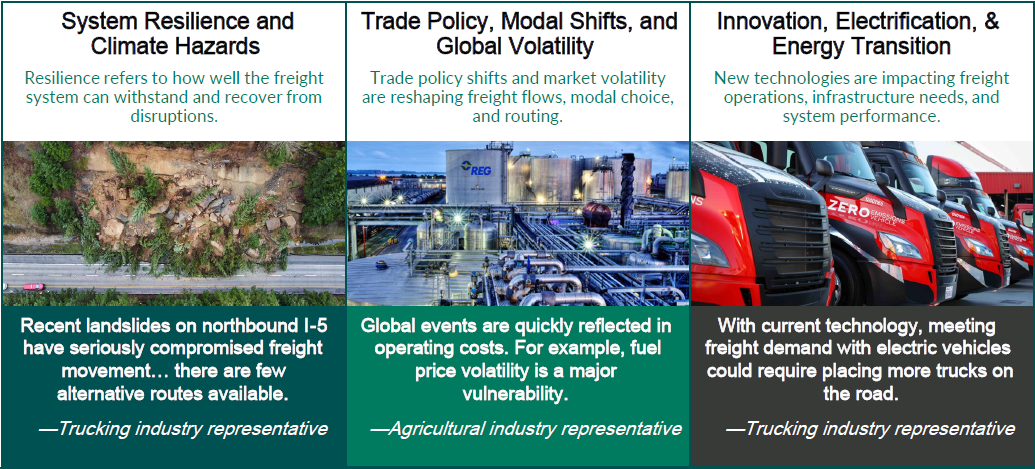 System Resilience and
Climate Hazards
Resilience refers to how well the freight
system can withstand and recover from
disruptions.
Recent landslides on northbound I-5
have seriously compromised freight
movement… there are few
alternative routes available.
—Trucking industry representative
Trade Policy, Modal Shifts, and
Global Volatility
Trade policy shifts and market volatility
are reshaping freight flows, modal choice,
and routing.
REG
Global events are quickly reflected in
operating costs. For example, fuel
price volatility is a major
vulnerability.
—Agricultural industry representative
Innovation, Electrification, &
Energy Transition
New technologies are impacting freight
operations, infrastructure needs, and
system performance.
ZERO EMISSIONS
VEHICLE
With current technology, meeting
freight demand with electric vehicles
could require placing more trucks on
the road.
—Trucking industry representative